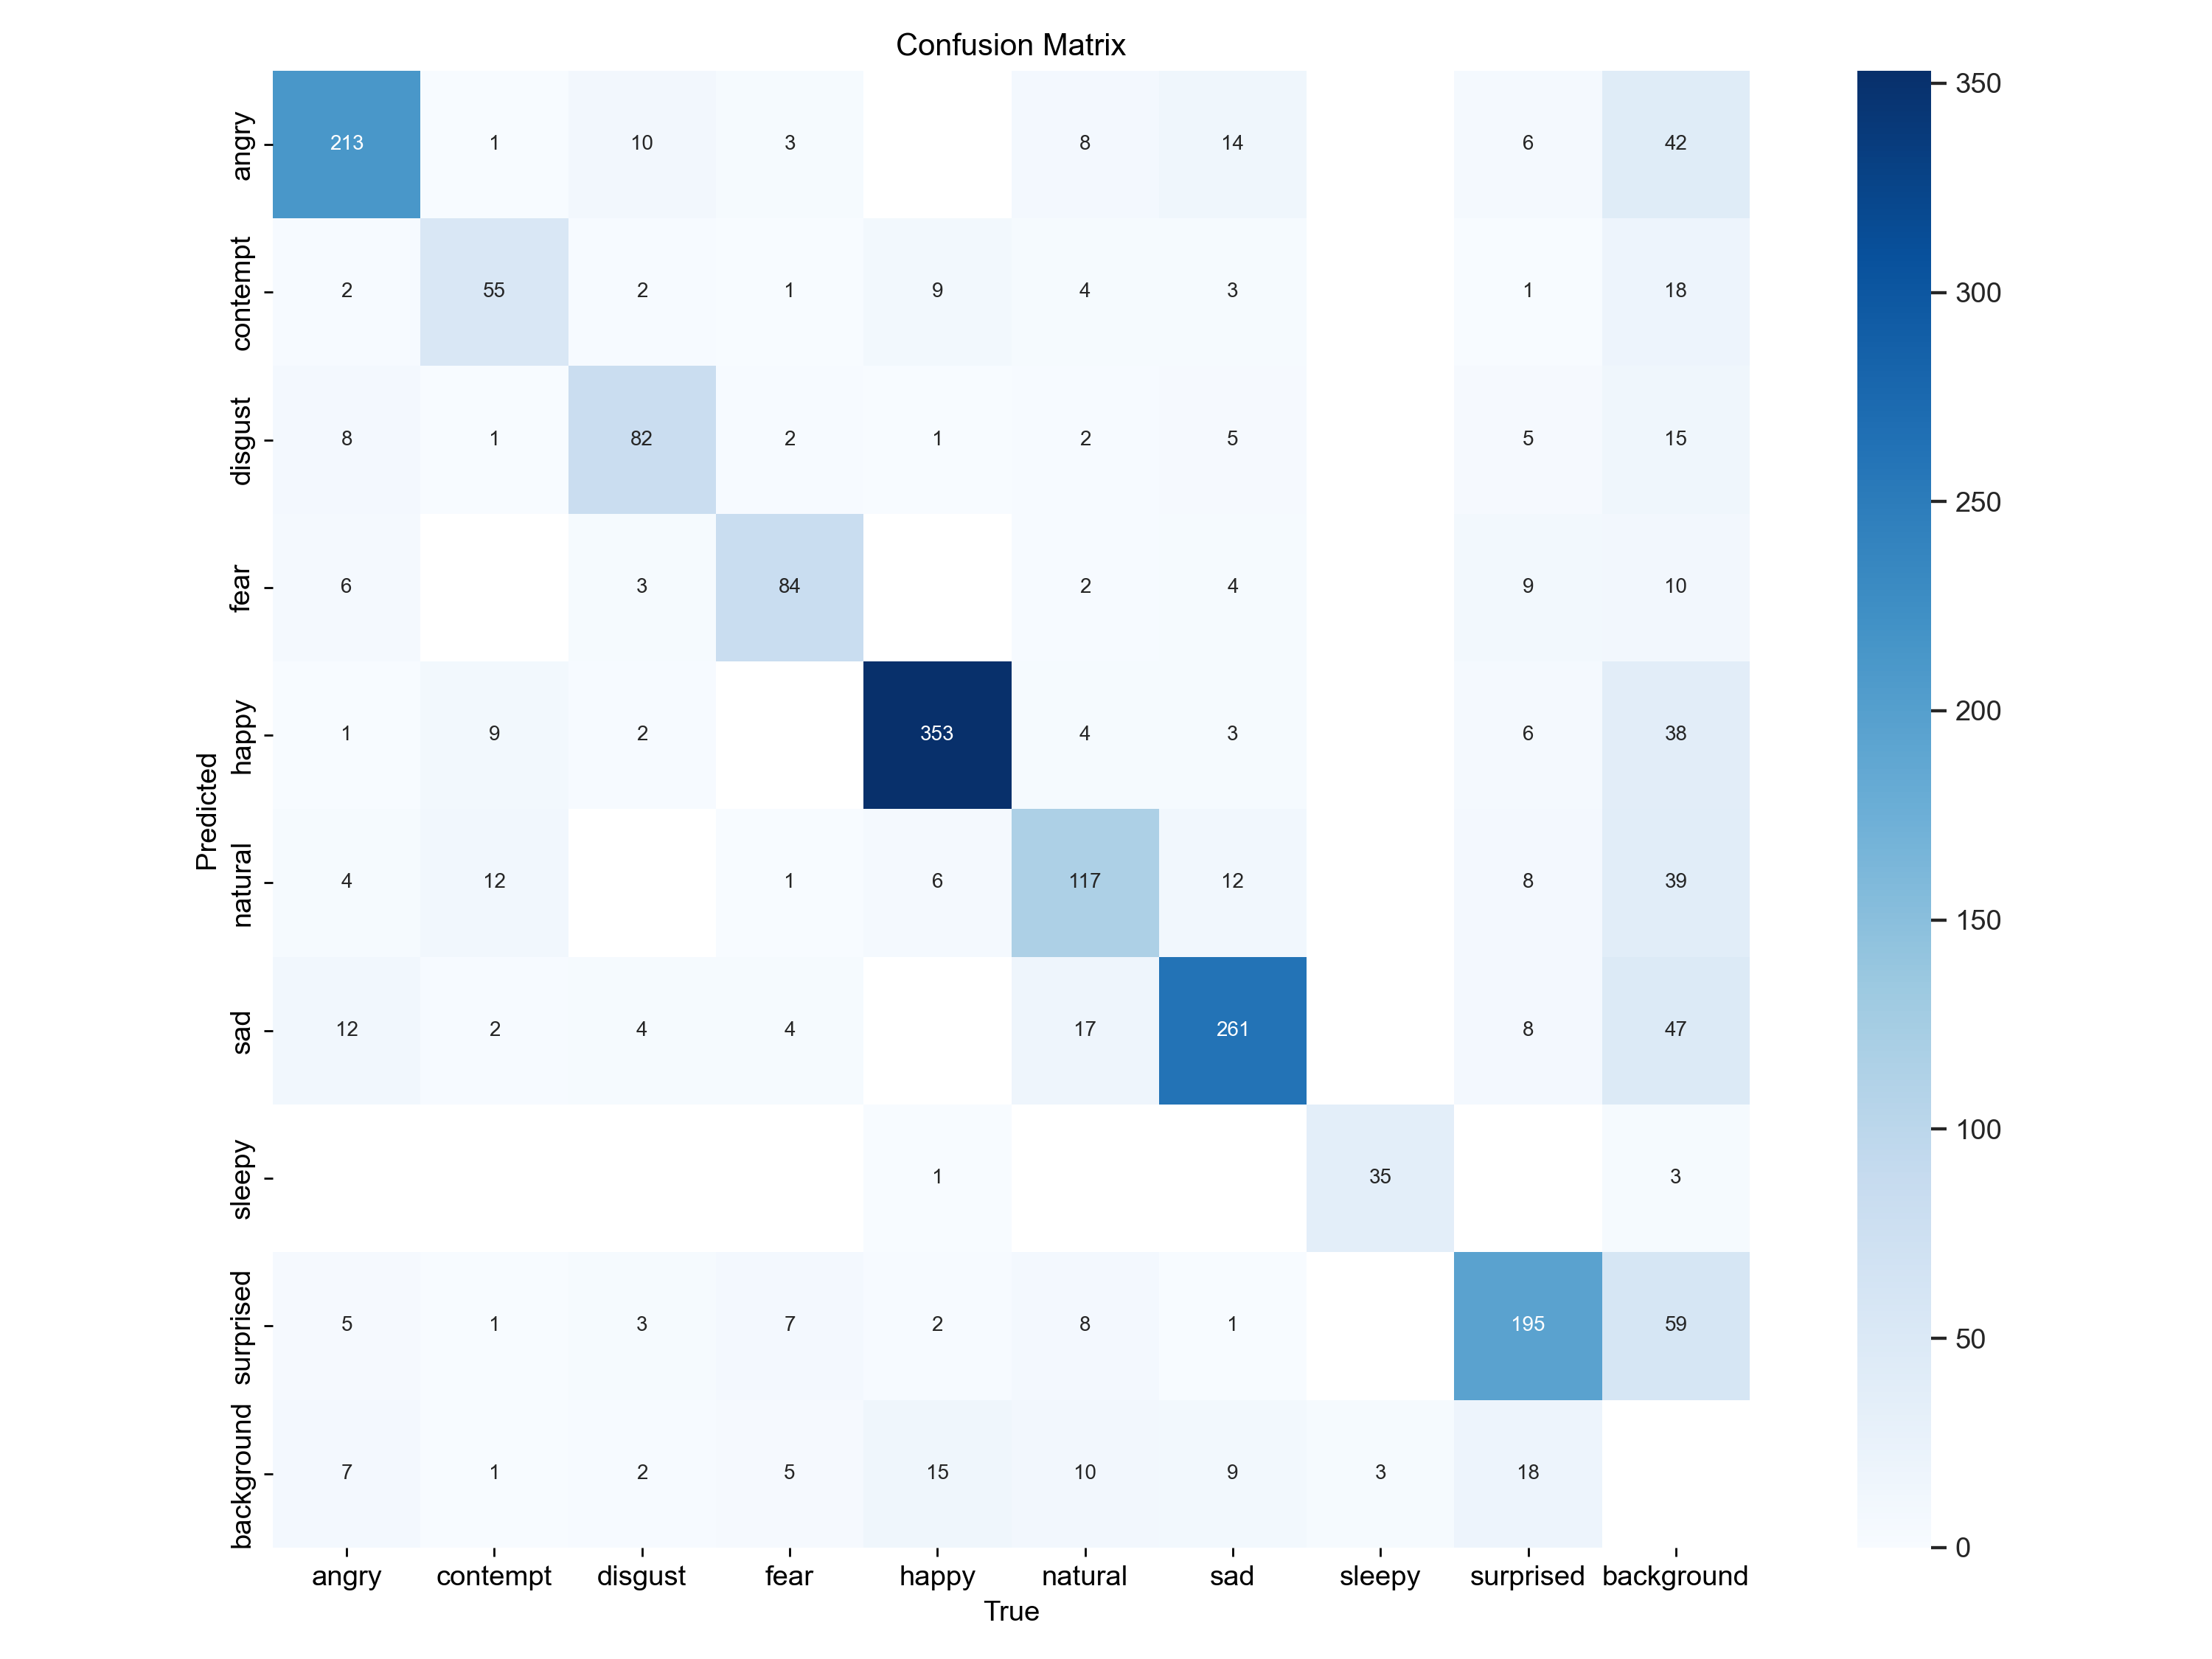 Confusion Matrix
angry 213 1 10 3 8 14 6 42
contempt 2 55 2 1 9 4 3 1 18
disgust 8 1 82 2 1 2 5 5 15
fear 6 3 84 2 4 9 10
happy 1 9 2 353 4 3 6 38
natural 4 12 1 6 117 12 8 39
sad 12 2 4 4 17 261 8 47
sleepy 1 35 3
surprised 5 1 3 7 2 8 1 195 59
background 7 1 2 5 15 10 9 3 18
angry contempt disgust fear happy natural sad sleepy surprised background
True
Predicted
350
300
250
200
150
100
50
0